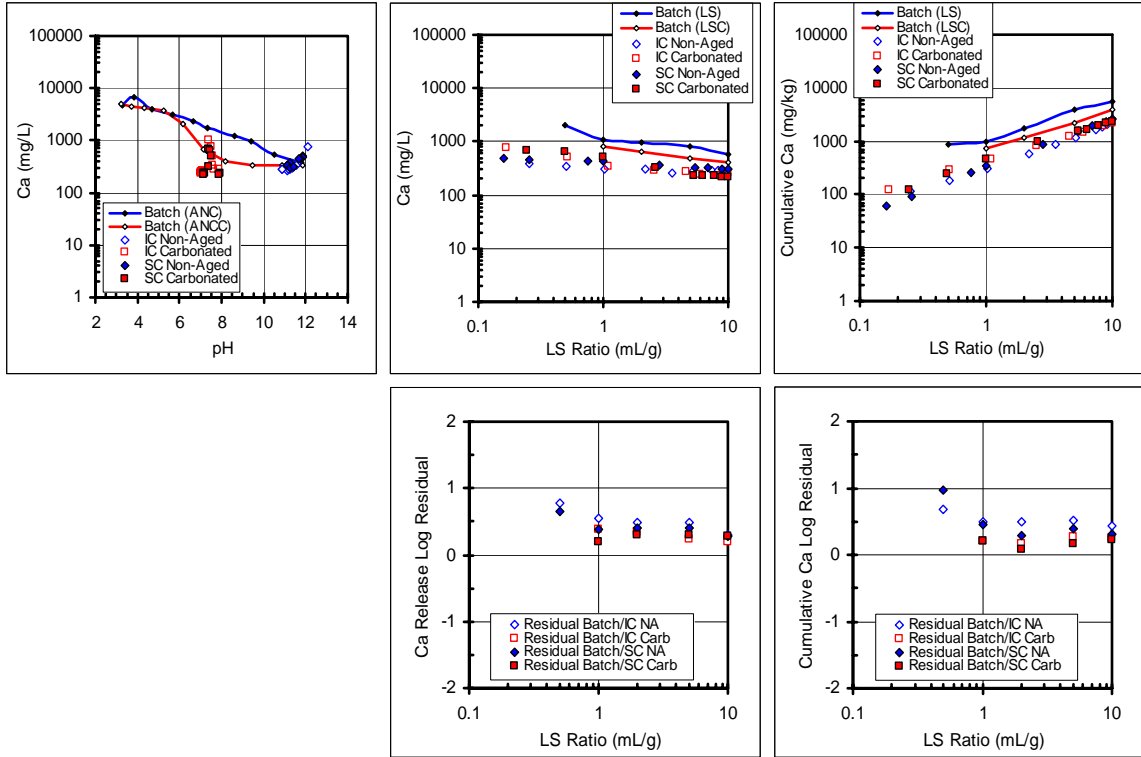 100000
10000
1000
100
10
1
Ca (mg/L)
Batch (ANC)
Batch (ANCC)
IC Non-Aged
IC Carbonated
SC Non-Aged
SC Carbonated
2 4 6 8 10 12 14
pH
Batch (LS)
Batch (LSC)
IC Non-Aged
IC Carbonated
SC Non-Aged
SC Carbonated
100000
10000
1000
100
10
1
Ca (mg/L)
0.1 1 10
LS Ratio (mL/g)
Batch (LS)
Batch (LSC)
IC Non-Aged
IC Carbonated
SC Non-Aged
SC Carbonated
100000
10000
1000
100
10
1
Cumulative Ca (mg/kg)
0.1 1 10
LS Ratio (mL/g)
2
1
0
-1
-2
Ca Release Log Residual
Residual Batch/IC NA
Residual Batch/IC Carb
Residual Batch/SC NA
Residual Batch/SC Carb
0.1 1 10
LS Ratio (mL/g)
2
1
0
-1
-2
Cumulative Ca Log Residual
Residual Batch/IC NA
Residual Batch/IC Carb
Residual Batch/SC NA
Residual Batch/SC Carb
0.1 1 10
LS Ratio (mL/g)